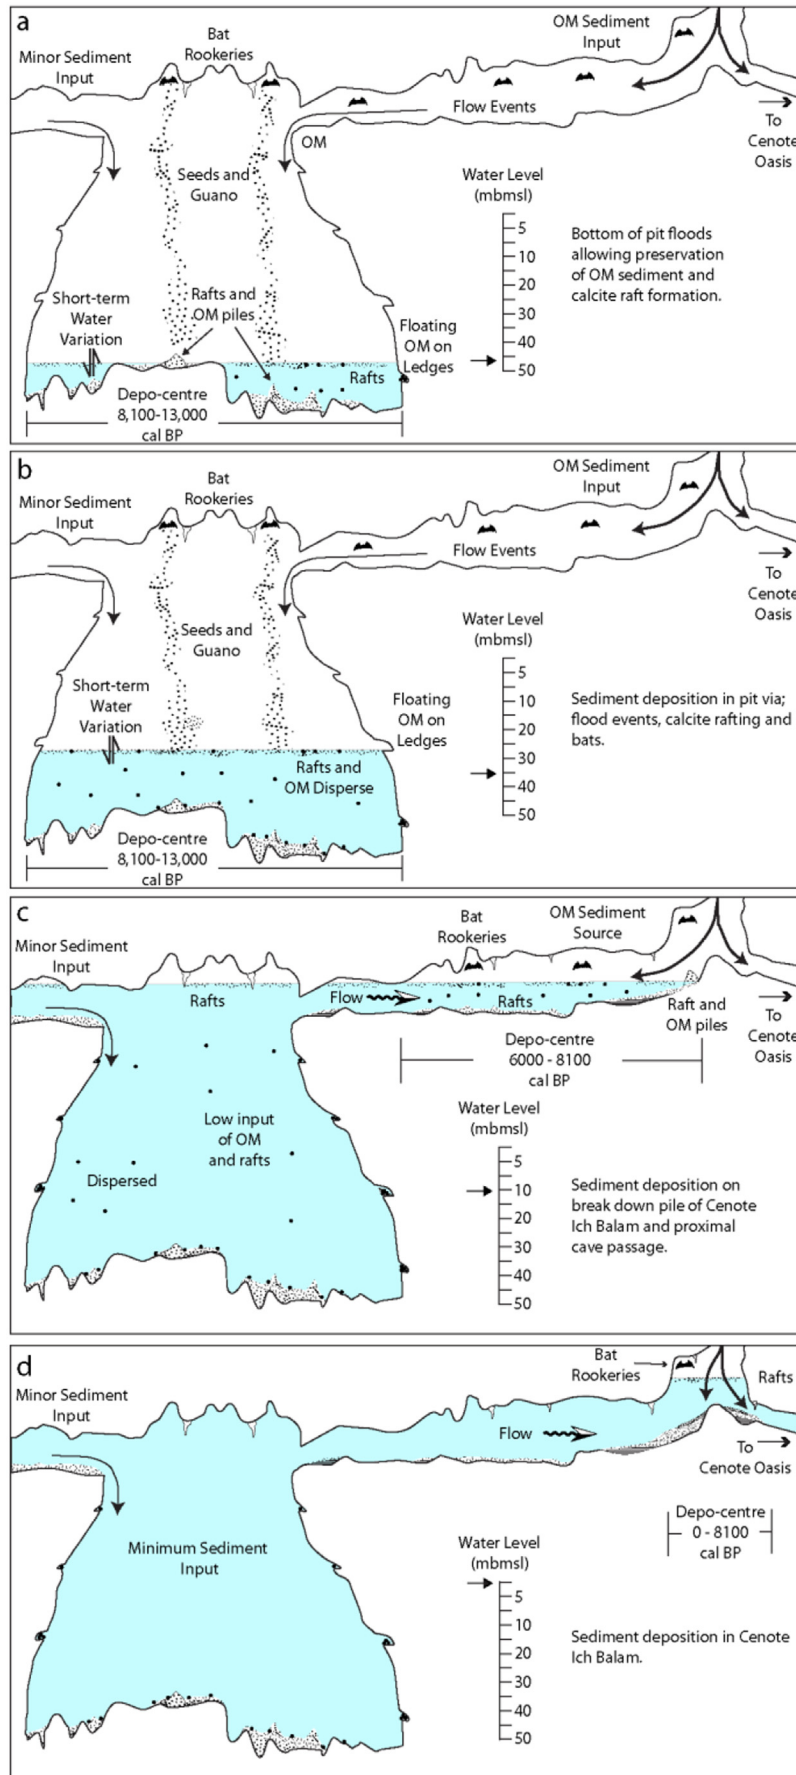 a
Bat
Rookeries
Minor Sediment
Input
OM Sediment
Input
Flow Events
OM
To
Cenote
Oasis
Seeds and
Guano
Water Level
(mbmsl)
5
10
20
30
40
50
Bottom of pit floods
allowing preservation
of OM sediment and
calcite raft formation.
Short-term
Water
Variation
Rafts and
OM piles
Floating
OM on
Ledges
Rafts
Depo-centre
8,100-13,000
cal BP
b
Bat
Rookeries
Minor Sediment
Input
OM Sediment
Input
Flow Events
To
Cenote
Oasis
Seeds and
Guano
Water Level
(mbmsl)
5
10
20
30
40
50
Sediment deposition in pit via;
flood events, calcite rafting and
bats.
Short-term
Water
Variation
Floating
OM on
Ledges
Rafts and
OM Disperse
Depo-centre
8,100-13,000
cal BP
c
Minor Sediment
Input
Bat
Rookeries
OM Sediment
Source
Rafts
Flow
Rafts
Raft and
OM piles
To
Cenote
Oasis
Depo-centre
6000 - 8100
cal BP
Low input
of OM
and rafts
Dispersed
Water Level
(mbmsl)
5
10
20
30
40
50
Sediment deposition on
break down pile of Cenote
Ich Balam and proximal
cave passage.
d
Minor Sediment
Input
Bat
Rookeries
Rafts
Flow
To
Cenote Oasis
Depo-centre
0 - 8100
cal BP
Minimum Sediment
Input
Water Level
(mbmsl)
5
10
20
30
40
50
Sediment deposition in Cenote
Ich Balam.